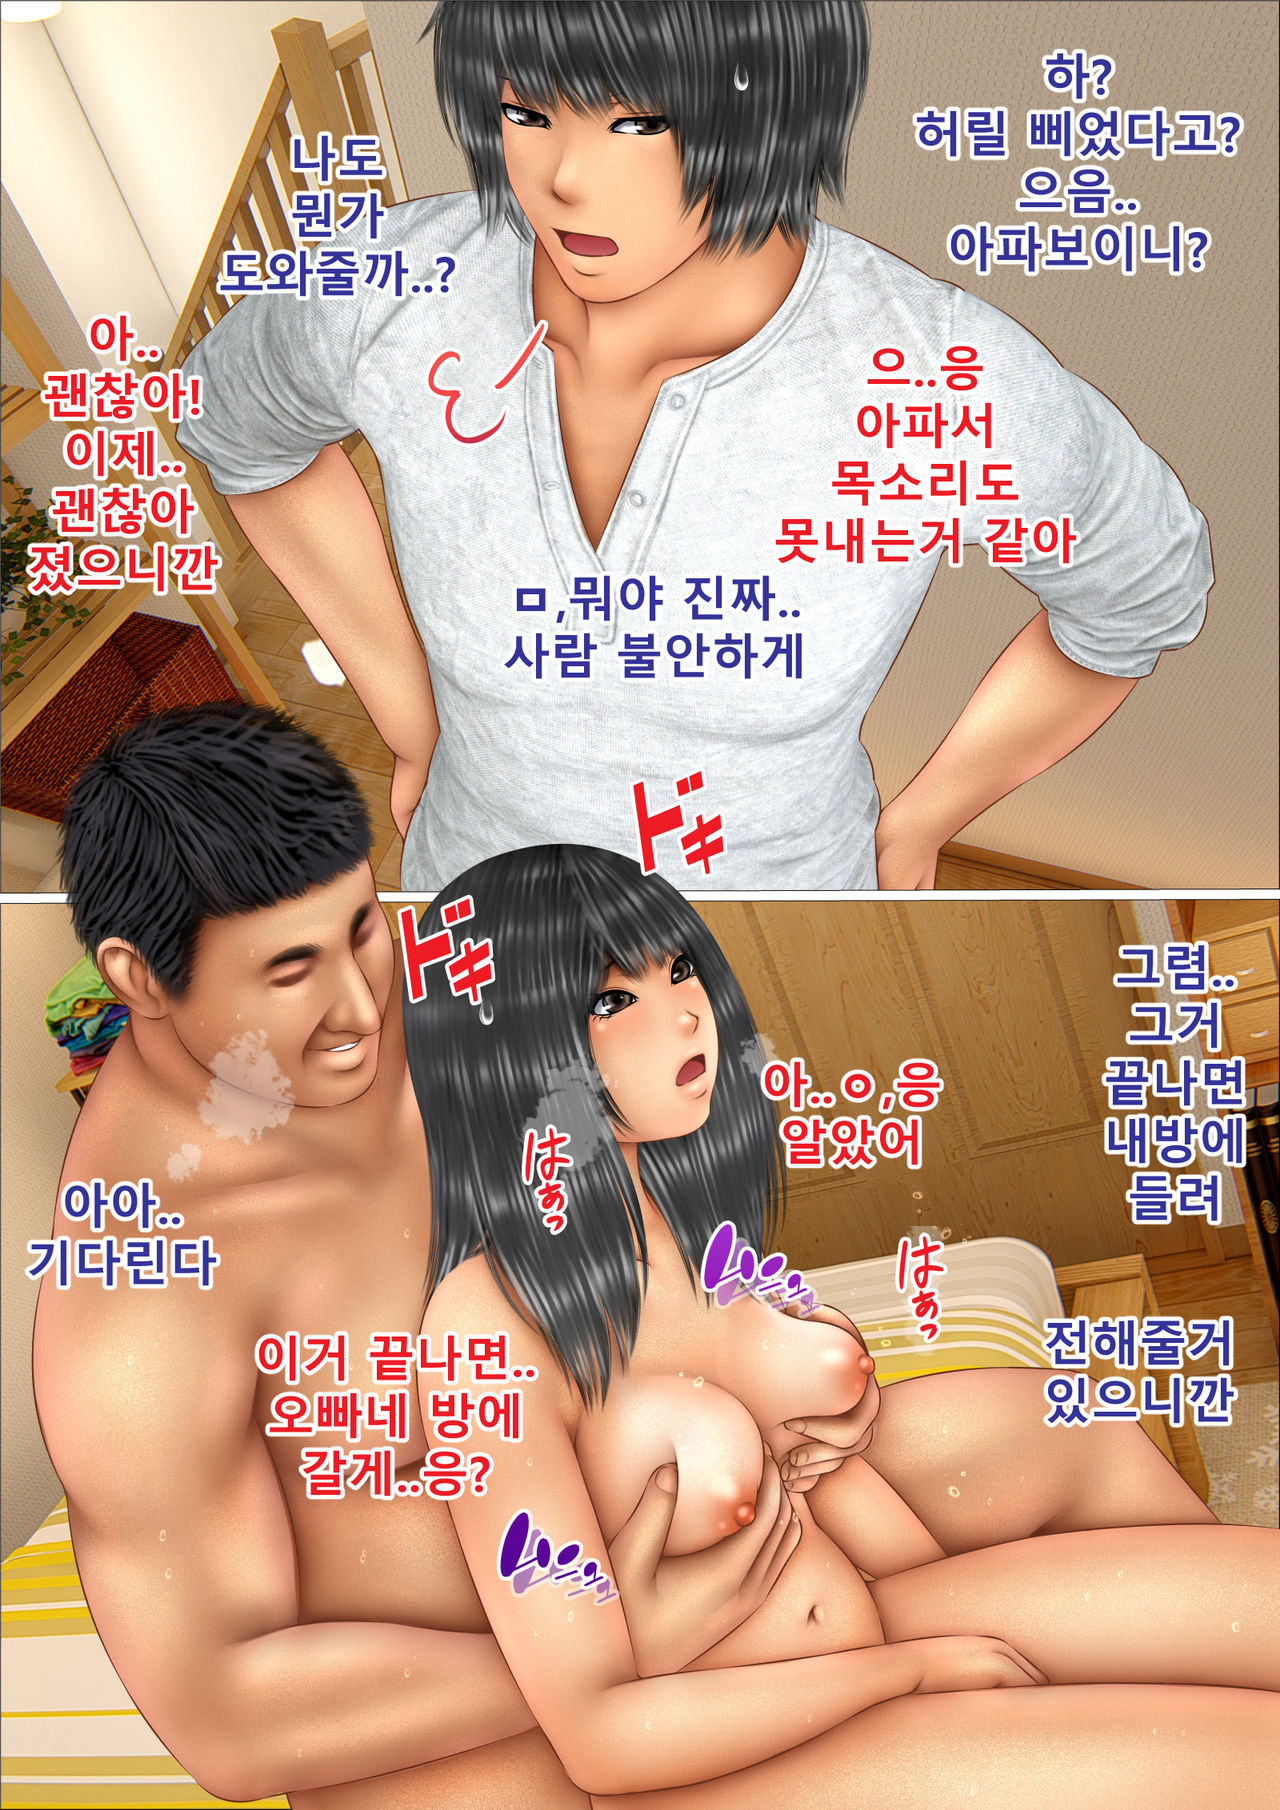 하?
허릴 삐었다고?
으음..
아파보이니?
으..응
아파서
목소리도
못내는거 같아
나도
뭔가
도와줄까..?
아..
괜찮아!
이제..
괜찮아
졌으니깐
ㅁ,뭐야 진짜..
사람 불안하게
ドキ
ドキ
그렴..
그거
끝나면
내방에
들려
전해줄거
있으니깐
아..ㅇ,응
알았어
이거 끝나면..
오빠네 방에
갈게..응?
아아..
기다린다
はぁっ
はぁっ